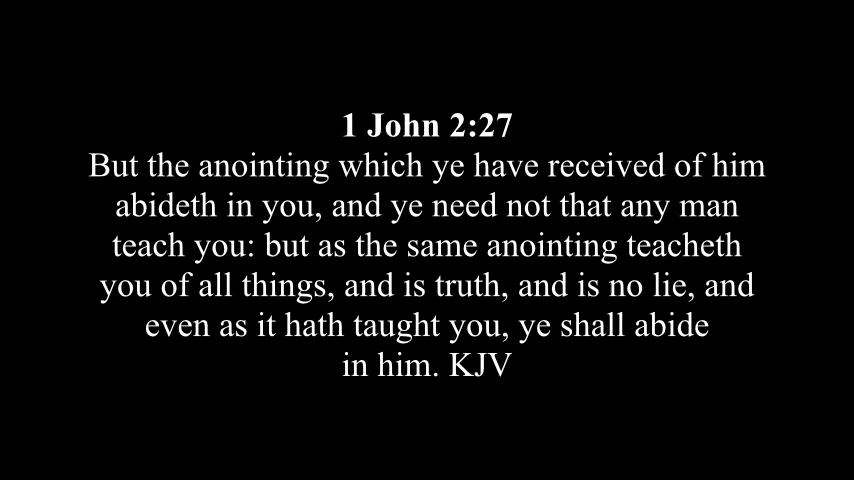 1 John 2:27
But the anointing which ye have received of him
abideth in you, and ye need not that any man
teach you: but as the same anointing teacheth
you of all things, and is truth, and is no lie, and
even as it hath taught you, ye shall abide
in him. KJV